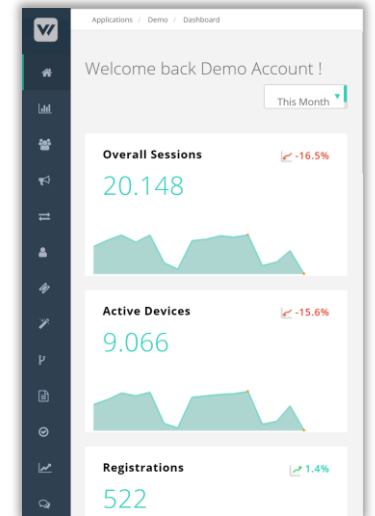 Applications / Demo / Dashboard
Welcome back Demo Account !
This Month
Overall Sessions
-16.5%
20.148
Active Devices
-15.6%
9.066
Registrations
1.4%
522